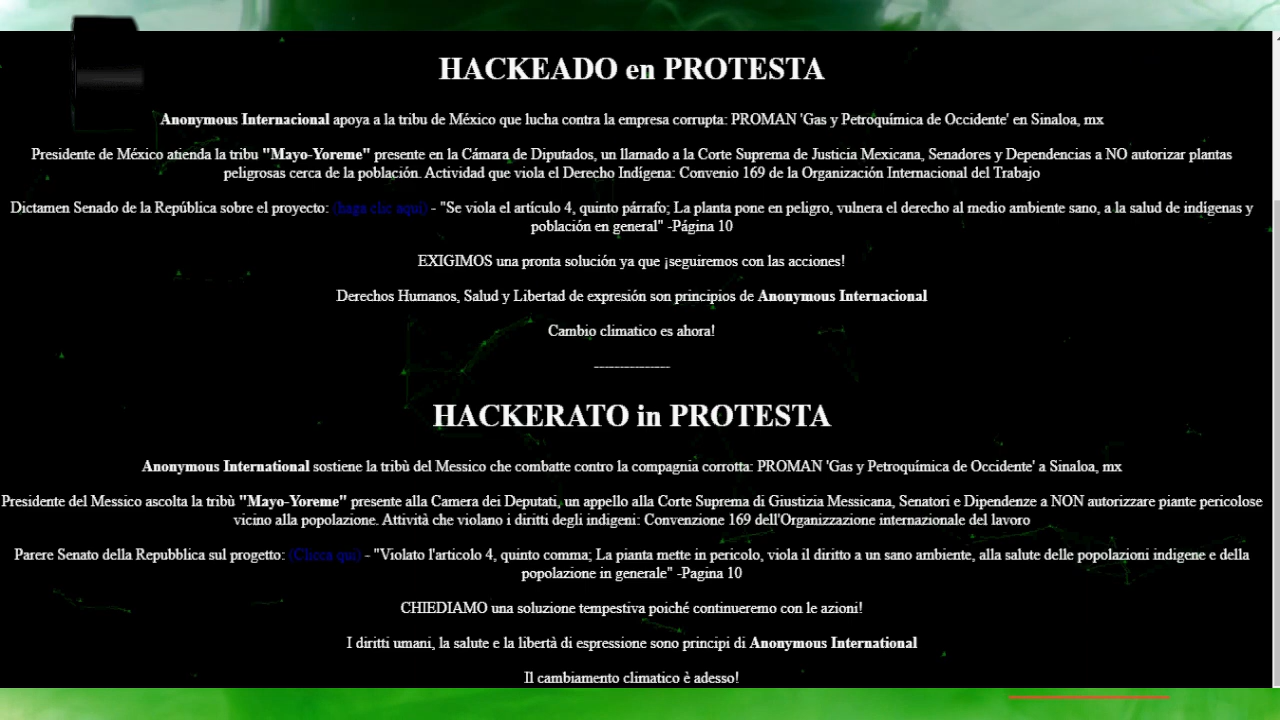 HACKEADO en PROTESTA
Anonymous Internacional apoya a la tribu de México que lucha contra la empresa corrupta: PROMAN 'Gas y Petroquímica de Occidente' en Sinaloa, mx
Presidente de México atienda la tribu "Mayo-Yoreme" presente en la Cámara de Diputados, un llamado a la Corte Suprema de Justicia Mexicana, Senadores y Dependencias a NO autorizar plantas
peligrosas cerca de la población. Actividad que viola el Derecho Indígena: Convenio 169 de la Organización Internacional del Trabajo
Dictamen Senado de la República sobre el proyecto: (haga clic aquí) - "Se viola el artículo 4, quinto párrafo; La planta pone en peligro, vulnera el derecho al medio ambiente sano, a la salud de indígenas y
población en general" -Página 10
EXIGIMOS una pronta solución ya que ¡seguiremos con las acciones!
Derechos Humanos, Salud y Libertad de expresión son principios de Anonymous Internacional
Cambio climatico es ahora!
---------------
HACKERATO in PROTESTA
Anonymous International sostiene la tribù del Messico che combatte contro la compagnia corrotta: PROMAN 'Gas y Petroquímica de Occidente' a Sinaloa, mx
Presidente del Messico ascolta la tribù "Mayo-Yoreme" presente alla Camera dei Deputati, un appello alla Corte Suprema di Giustizia Messicana, Senatori e Dipendenze a NON autorizzare piante pericolose
vicino alla popolazione. Attività che violano i diritti degli indigeni: Convenzione 169 dell'Organizzazione internazionale del lavoro
Parere Senato della Repubblica sul progetto: (Clicca qui) - "Violato l'articolo 4, quinto comma; La pianta mette in pericolo, viola il diritto a un sano ambiente, alla salute delle popolazioni indigene e della
popolazione in generale" -Pagina 10
CHIEDIAMO una soluzione tempestiva poiché continueremo con le azioni!
I diritti umani, la salute e la libertà di espressione sono principi di Anonymous International
Il cambiamento climatico è adesso!